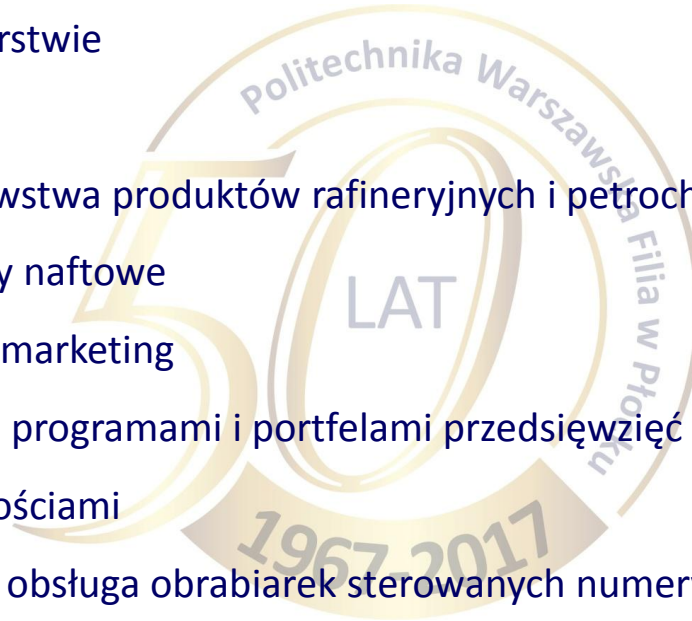 rstwie
wstwa produktów rafineryjnych i petroch
y naftowe
marketing
programami i portfelami przedsięwzięć
ościami
obsługa obrabiarek sterowanych numer
Politechnika Warszawska Filia w Płocku
50
LAT
1967-2017